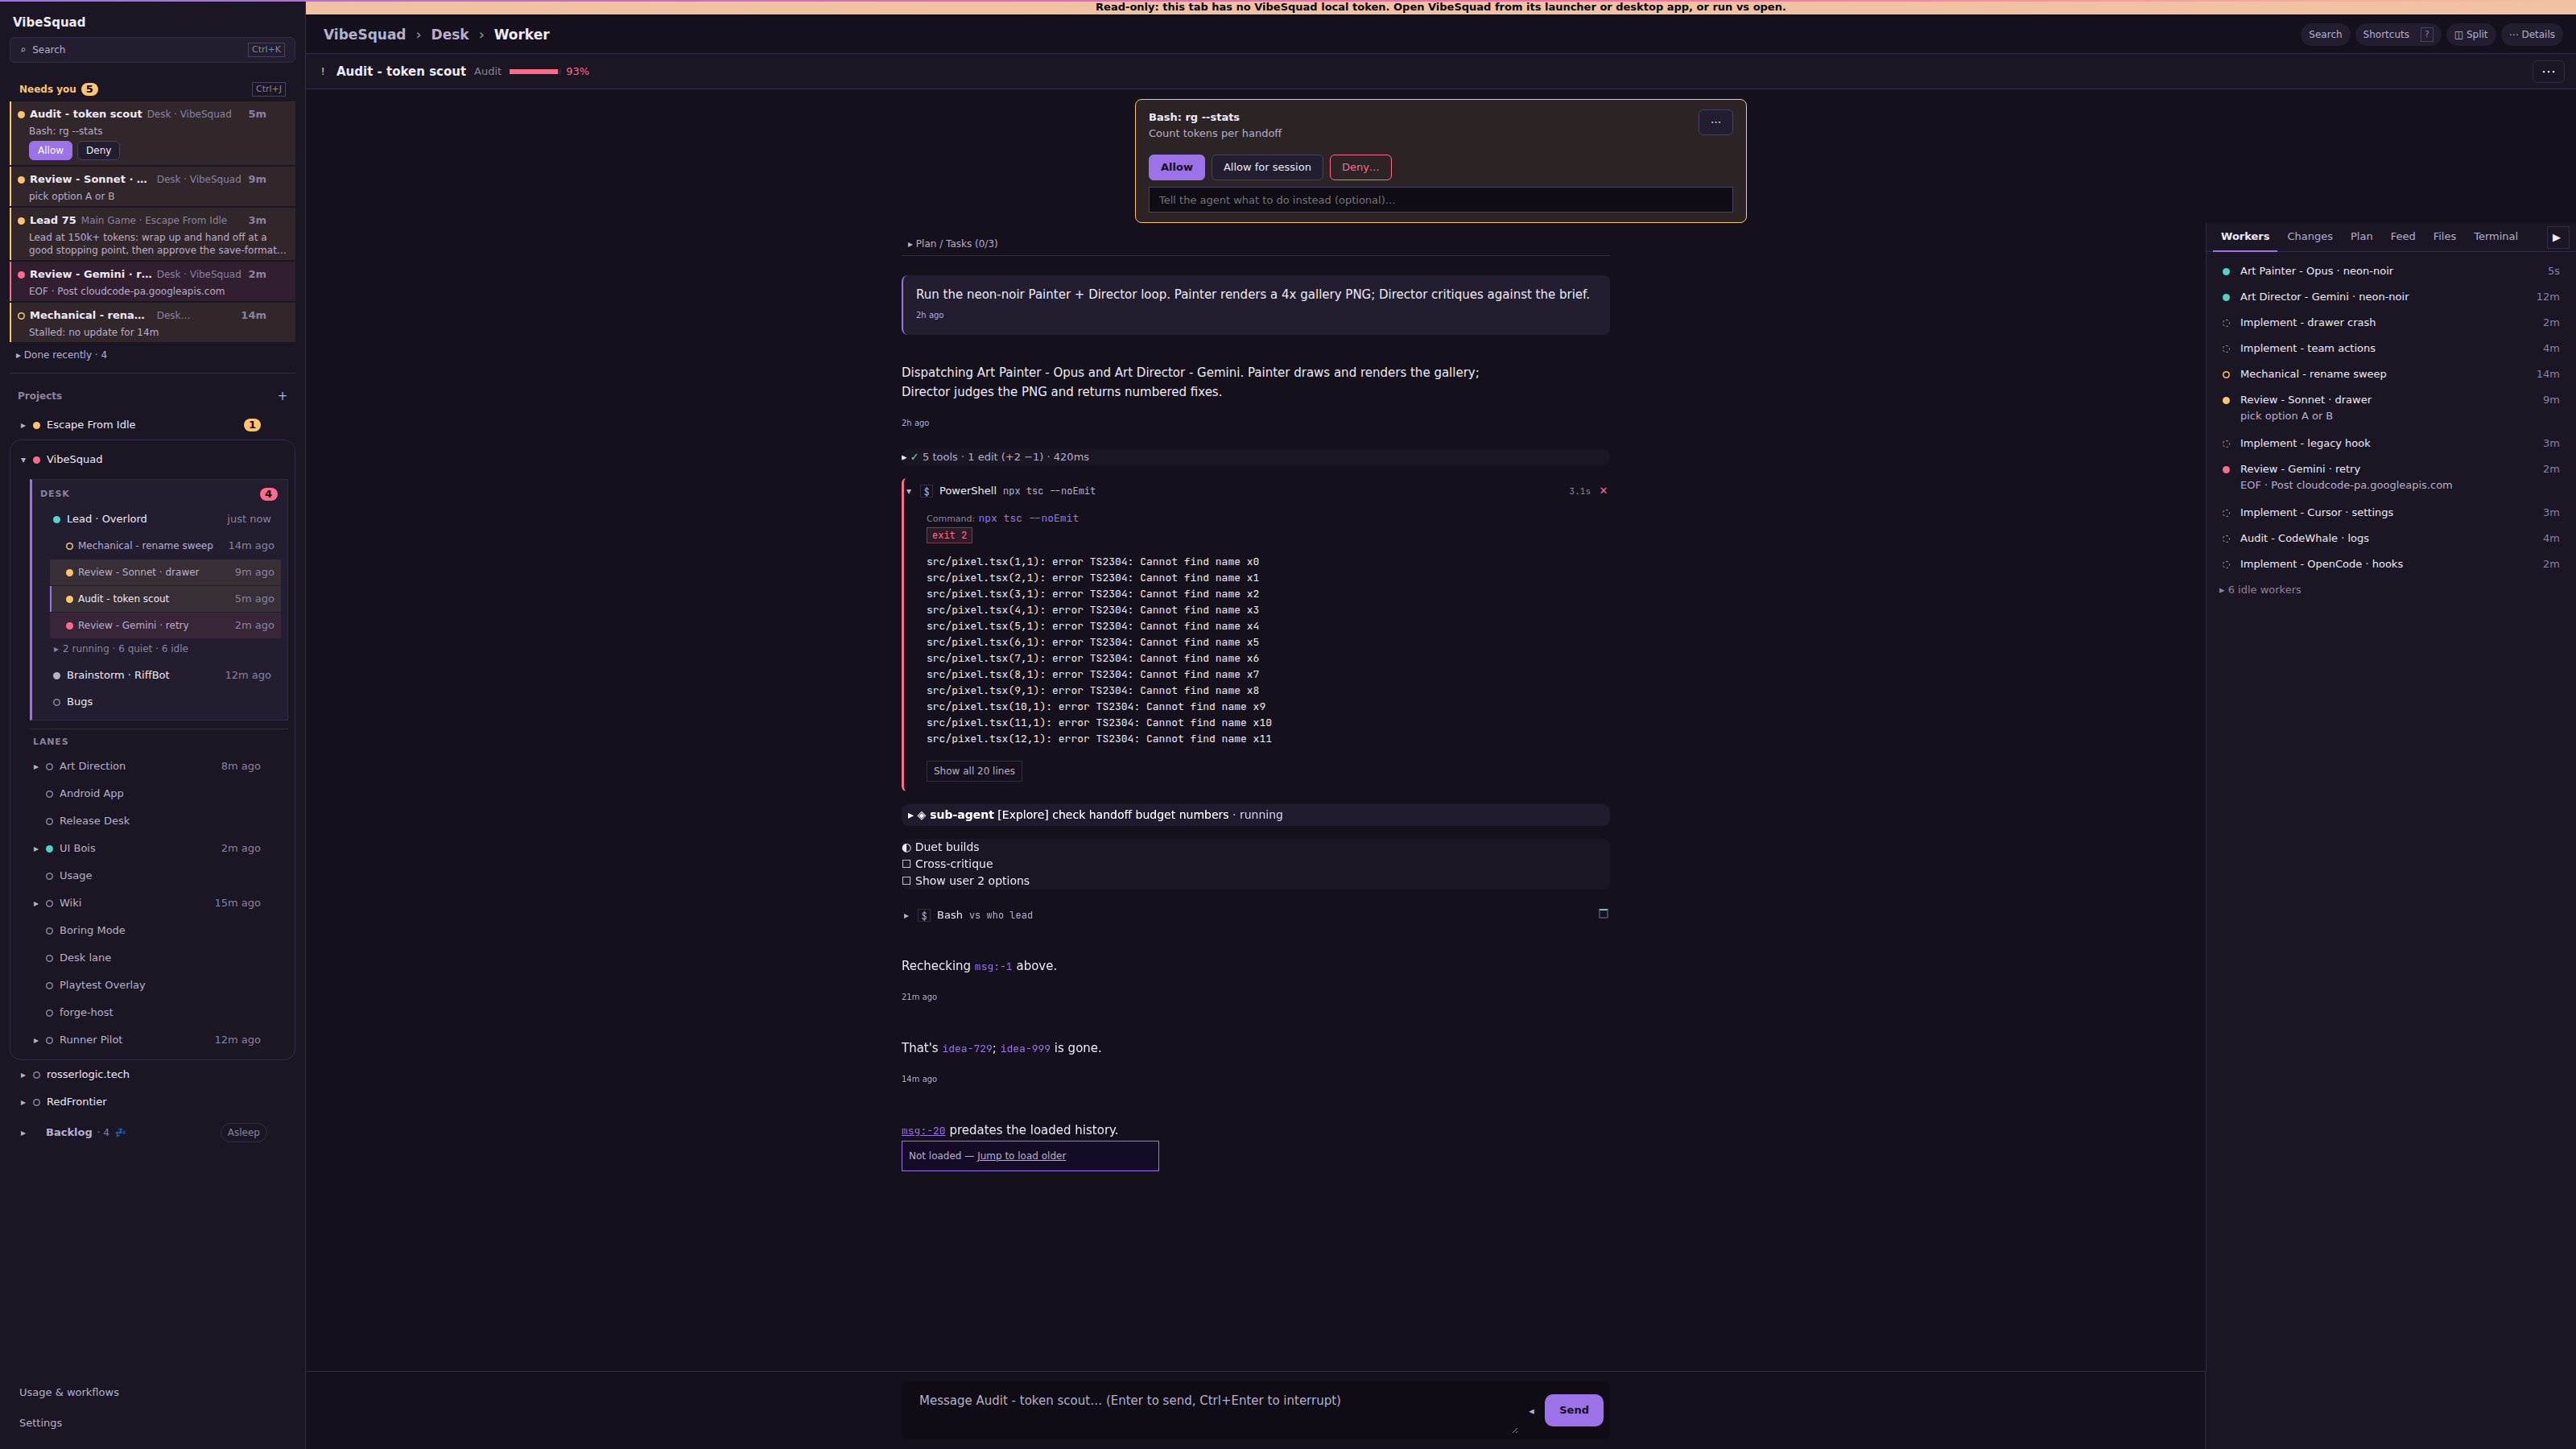 Read-only: this tab has no VibeSquad local token. Open VibeSquad from its launcher or desktop app, or run vs open.
VibeSquad
Search Ctrl+K
Needs you 5 Ctrl+J
Audit - token scout Desk · VibeSquad 5m
Bash: rg --stats
Allow Deny
Review - Sonnet · … Desk · VibeSquad 9m
pick option A or B
Lead 75 Main Game · Escape From Idle 3m
Lead at 150k+ tokens: wrap up and hand off at a
good stopping point, then approve the save-format…
Review - Gemini · r… Desk · VibeSquad 2m
EOF · Post cloudcode-pa.googleapis.com
Mechanical - rena… Desk… 14m
Stalled: no update for 14m
▸ Done recently · 4
Projects +
▸ Escape From Idle 1
▾ VibeSquad
DESK 4
Lead · Overlord just now
Mechanical - rename sweep 14m ago
Review - Sonnet · drawer 9m ago
Audit - token scout 5m ago
Review - Gemini · retry 2m ago
▸ 2 running · 6 quiet · 6 idle
Brainstorm · RiffBot 12m ago
Bugs
LANES
▸ Art Direction 8m ago
Android App
Release Desk
▸ UI Bois 2m ago
Usage
▸ Wiki 15m ago
Boring Mode
Desk lane
Playtest Overlay
forge-host
▸ Runner Pilot 12m ago
▸ rosserlogic.tech
▸ RedFrontier
▸ Backlog · 4 💤 Asleep
Usage & workflows
Settings
VibeSquad › Desk › Worker
Search Shortcuts ? ◫ Split ⋯ Details
! Audit - token scout Audit 93% ⋯
Bash: rg --stats ⋯
Count tokens per handoff
Allow Allow for session Deny…
Tell the agent what to do instead (optional)…
▸ Plan / Tasks (0/3)
Run the neon-noir Painter + Director loop. Painter renders a 4x gallery PNG; Director critiques against the brief.
2h ago
Dispatching Art Painter - Opus and Art Director - Gemini. Painter draws and renders the gallery;
Director judges the PNG and returns numbered fixes.
2h ago
▸ ✓ 5 tools · 1 edit (+2 −1) · 420ms
▾ $ PowerShell npx tsc --noEmit 3.1s ✕
Command: npx tsc --noEmit
exit 2
src/pixel.tsx(1,1): error TS2304: Cannot find name x0
src/pixel.tsx(2,1): error TS2304: Cannot find name x1
src/pixel.tsx(3,1): error TS2304: Cannot find name x2
src/pixel.tsx(4,1): error TS2304: Cannot find name x3
src/pixel.tsx(5,1): error TS2304: Cannot find name x4
src/pixel.tsx(6,1): error TS2304: Cannot find name x5
src/pixel.tsx(7,1): error TS2304: Cannot find name x6
src/pixel.tsx(8,1): error TS2304: Cannot find name x7
src/pixel.tsx(9,1): error TS2304: Cannot find name x8
src/pixel.tsx(10,1): error TS2304: Cannot find name x9
src/pixel.tsx(11,1): error TS2304: Cannot find name x10
src/pixel.tsx(12,1): error TS2304: Cannot find name x11
Show all 20 lines
▸ ◈ sub-agent [Explore] check handoff budget numbers · running
◐ Duet builds
☐ Cross-critique
☐ Show user 2 options
▸ $ Bash vs who lead
Rechecking msg:-1 above.
21m ago
That's idea-729; idea-999 is gone.
14m ago
msg:-20 predates the loaded history.
Not loaded — Jump to load older
Message Audit - token scout… (Enter to send, Ctrl+Enter to interrupt)
◂ Send
Workers Changes Plan Feed Files Terminal ▶
Art Painter - Opus · neon-noir 5s
Art Director - Gemini · neon-noir 12m
Implement - drawer crash 2m
Implement - team actions 4m
Mechanical - rename sweep 14m
Review - Sonnet · drawer 9m
pick option A or B
Implement - legacy hook 3m
Review - Gemini · retry 2m
EOF · Post cloudcode-pa.googleapis.com
Implement - Cursor · settings 3m
Audit - CodeWhale · logs 4m
Implement - OpenCode · hooks 2m
▸ 6 idle workers